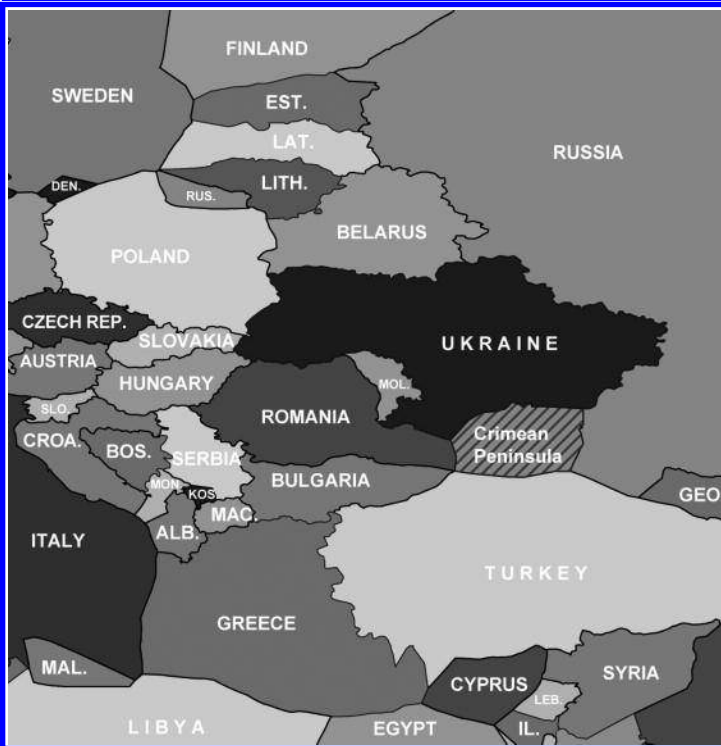 FINLAND
SWEDEN
EST.
LAT.
RUSSIA
DEN.
RUS.
LITH.
BELARUS
POLAND
CZECH REP.
SLOVAKIA
UKRAINE
AUSTRIA
HUNGARY
MOL.
SLO.
ROMANIA
CROA.
BOS.
SERBIA
Crimean
Peninsula
MON.
KOS.
BULGARIA
GEO
MAC.
ALB.
ITALY
TURKEY
GREECE
MAL.
CYPRUS
SYRIA
LEB.
LIBYA
EGYPT
IL.